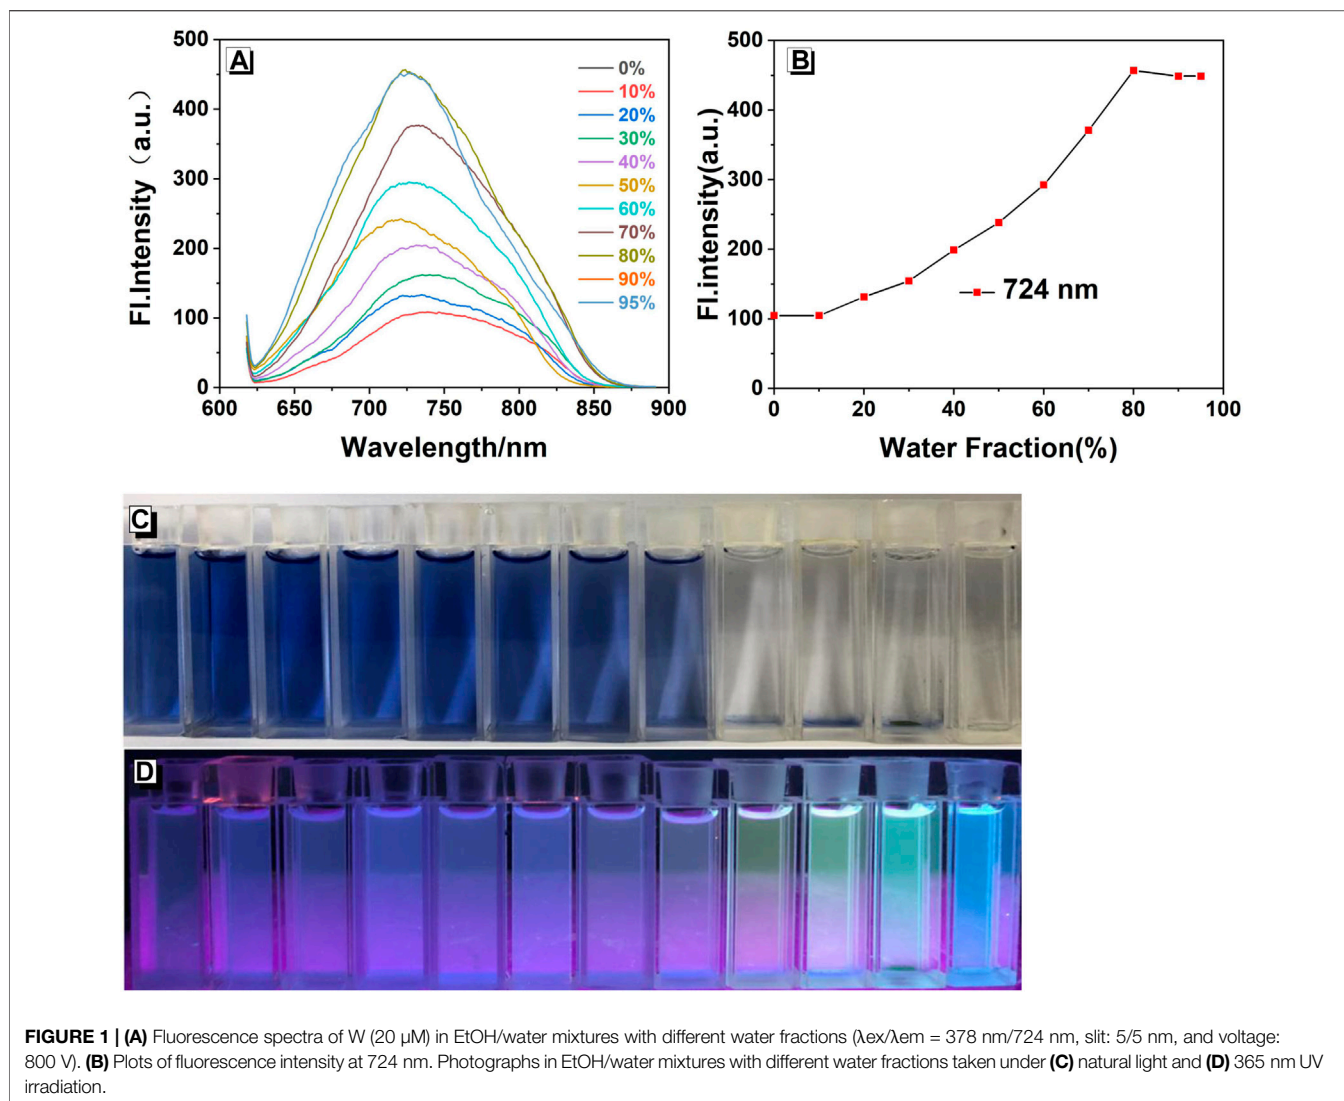 A
Fl.Intensity (a.u.)
500
400
300
200
100
0
0%
10%
20%
30%
40%
50%
60%
70%
80%
90%
95%
600 650 700 750 800 850 900
Wavelength/nm
B
Fl.intensity(a.u.)
500
400
300
200
100
0
724 nm
0 20 40 60 80 100
Water Fraction(%)
C
D
FIGURE 1 | (A) Fluorescence spectra of W (20 μM) in EtOH/water mixtures with different water fractions (λex/λem = 378 nm/724 nm, slit: 5/5 nm, and voltage:
800 V). (B) Plots of fluorescence intensity at 724 nm. Photographs in EtOH/water mixtures with different water fractions taken under (C) natural light and (D) 365 nm UV
irradiation.